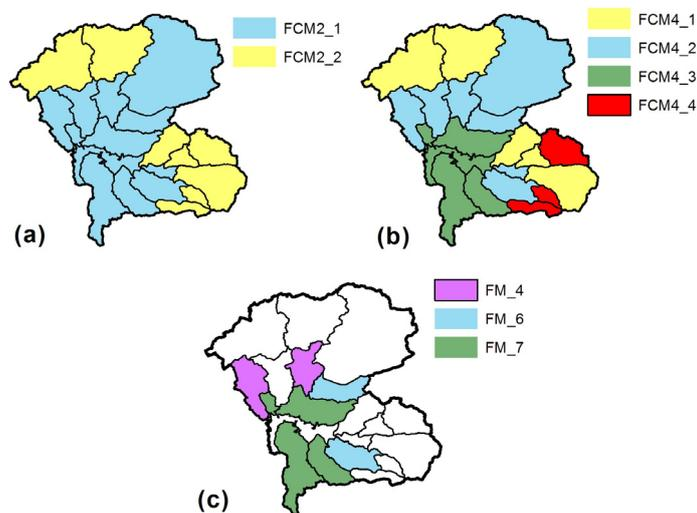 FCM2_1
FCM2_2
(a)
FCM4_1
FCM4_2
FCM4_3
FCM4_4
(b)
FM_4
FM_6
FM_7
(c)